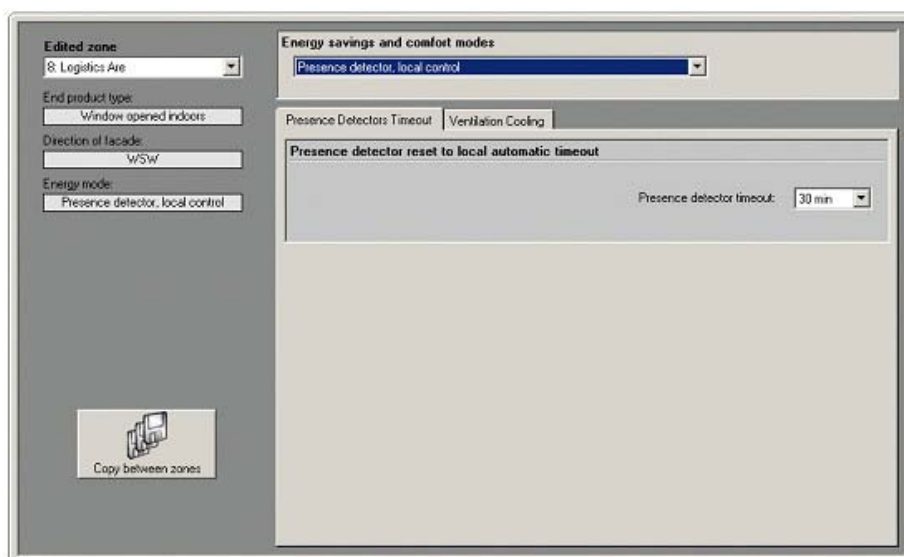 Edited zone
8: Logistics Are
End product type:
Window opened indoors
Direction of facade:
WSW
Energy mode:
Presence detector, local control
Copy between zones
Energy savings and comfort modes
Presence detector, local control
Presence Detectors Timeout
Ventilation Cooling
Presence detector reset to local automatic timeout
Presence detector timeout:
30 min